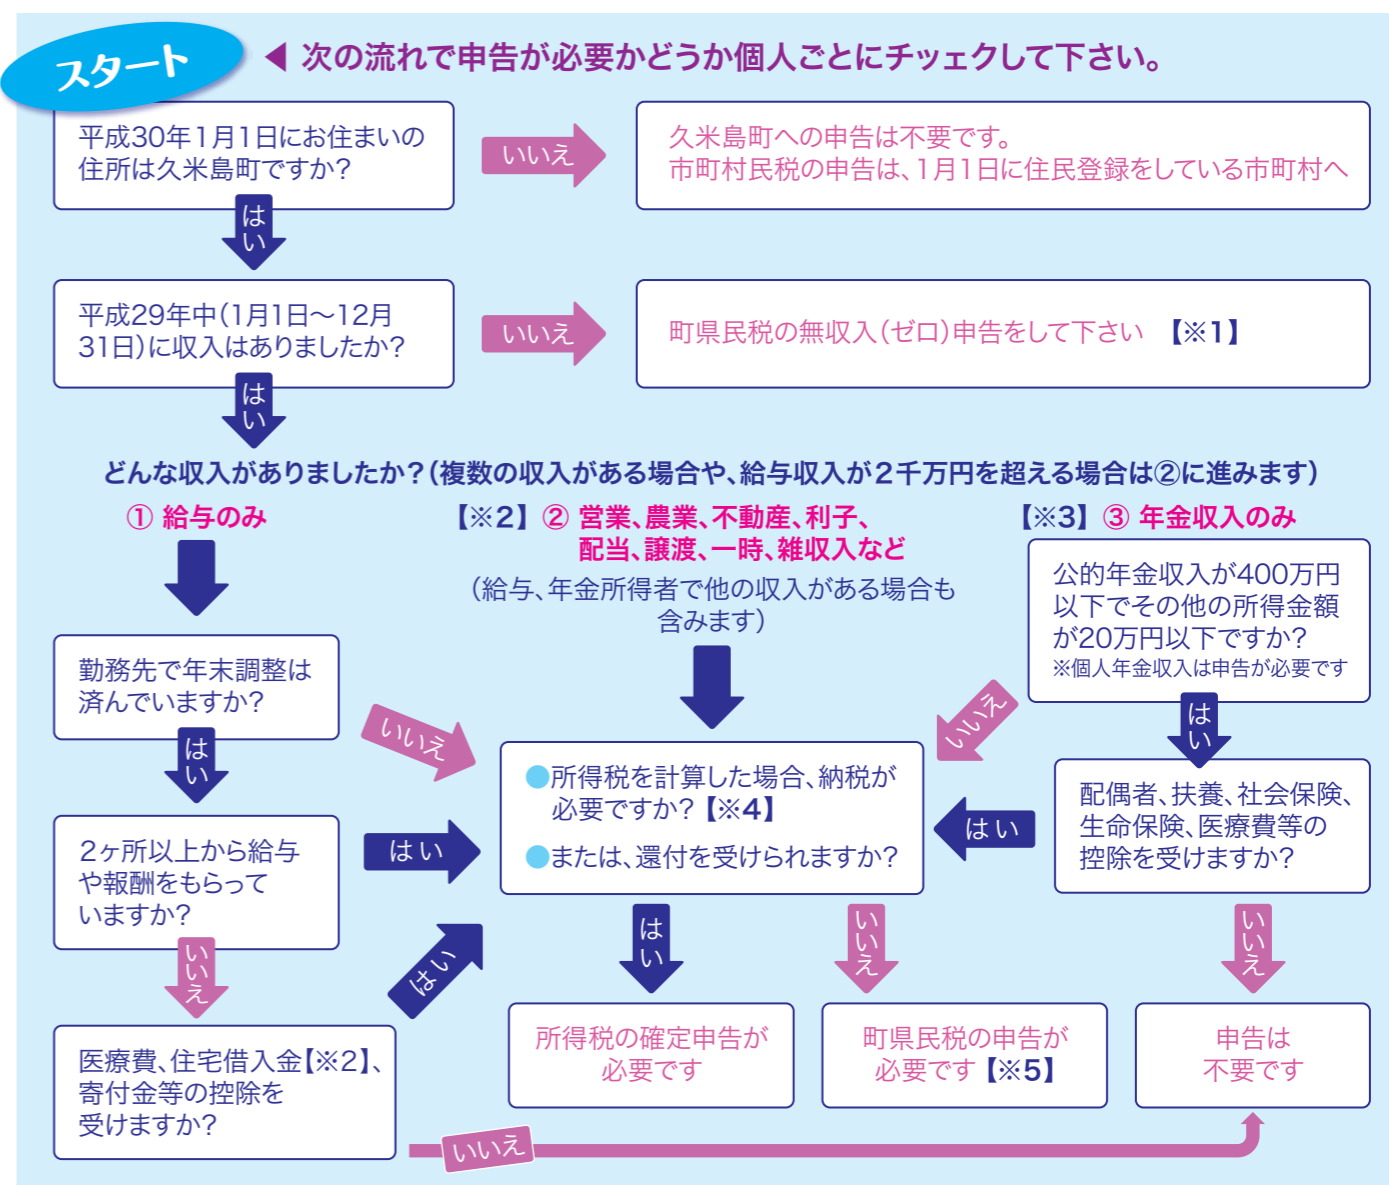 スタート
◀ 次の流れで申告が必要かどうか個人ごとにチッェクして下さい。
平成30年1月1日にお住まいの
住所は久米島町ですか?
いいえ
久米島町への申告は不要です。
市町村民税の申告は、1月1日に住民登録をしている市町村へ
はい
平成29年中（1月1日～12月
31日）に収入はありましたか?
いいえ
町県民税の無収入（ゼロ）申告をして下さい 【※1】
はい
どんな収入がありましたか?（複数の収入がある場合や、給与収入が2千万円を超える場合は②に進みます）
① 給与のみ
【※2】② 営業、農業、不動産、利子、
配当、譲渡、一時、雑収入など
（給与、年金所得者で他の収入がある場合も
含みます）
【※3】③ 年金収入のみ
公的年金収入が400万円
以下でその他の所得金額
が20万円以下ですか?
※個人年金収入は申告が必要です
勤務先で年末調整は
済んでいますか?
いいえ
いいえ
はい
はい
●所得税を計算した場合、納税が
必要ですか?【※4】
●または、還付を受けられますか?
配偶者、扶養、社会保険、
生命保険、医療費等の
控除を受けますか?
はい
2ヶ所以上から給与
や報酬をもらって
いますか?
はい
いいえ
はい
はい
いいえ
いいえ
医療費、住宅借入金【※2】、
寄付金等の控除を
受けますか?
所得税の確定申告が
必要です
町県民税の申告が
必要です【※5】
申告は
不要です
いいえ